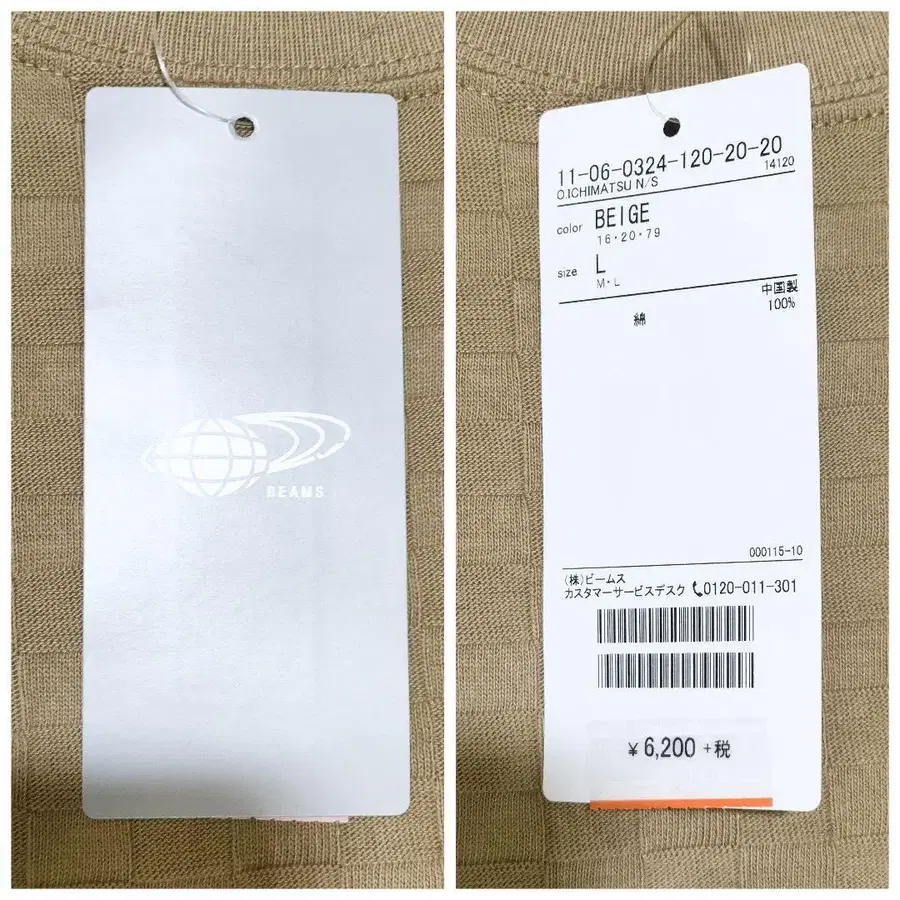 BEAMS
11-06-0324-120-20-20
O.ICHIMATSU N/S 14120
color BEIGE
16・20・79
size L
M・L
中国製
綿 100%
000115-10
(株)ビームス
カスタマーサービスデスク 0120-011-301
¥6,200 +税